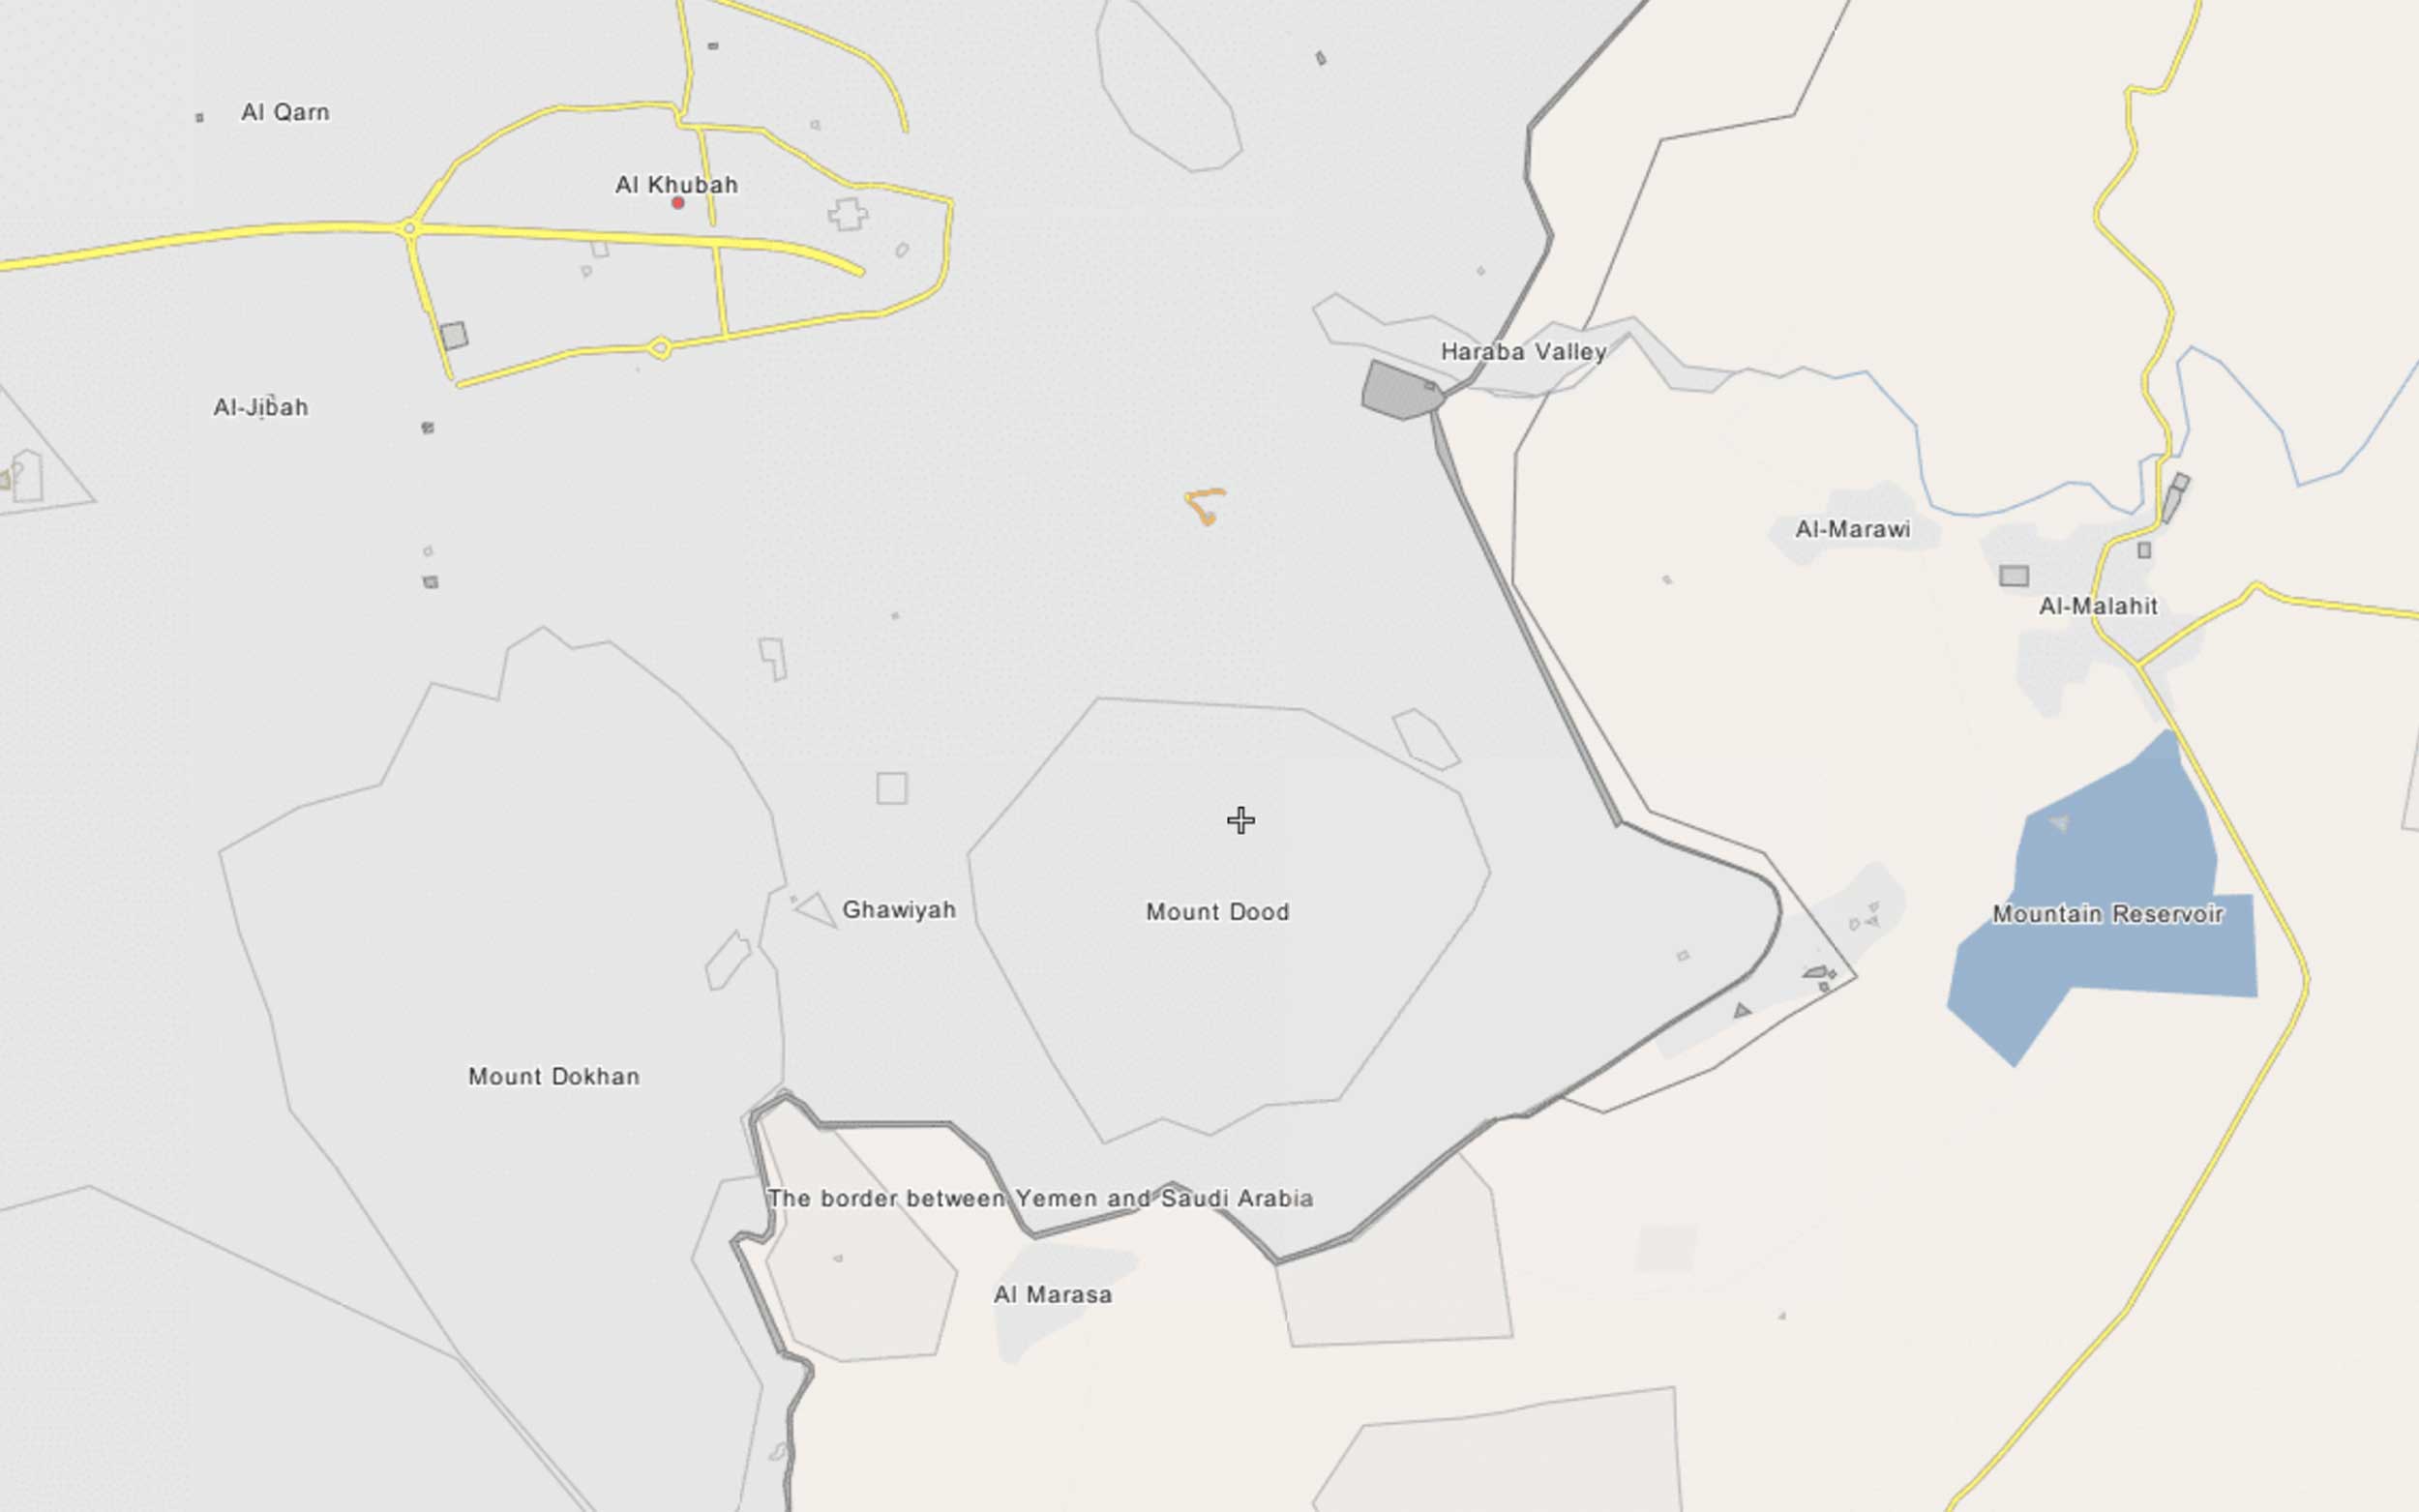 Al Qarn
Al Khubah
Haraba Valley
Al-Jibah
Al-Marawi
Al-Malahit
Ghawiyah
Mount Dood
Mountain Reservoir
Mount Dokhan
The border between Yemen and Saudi Arabia
Al Marasa